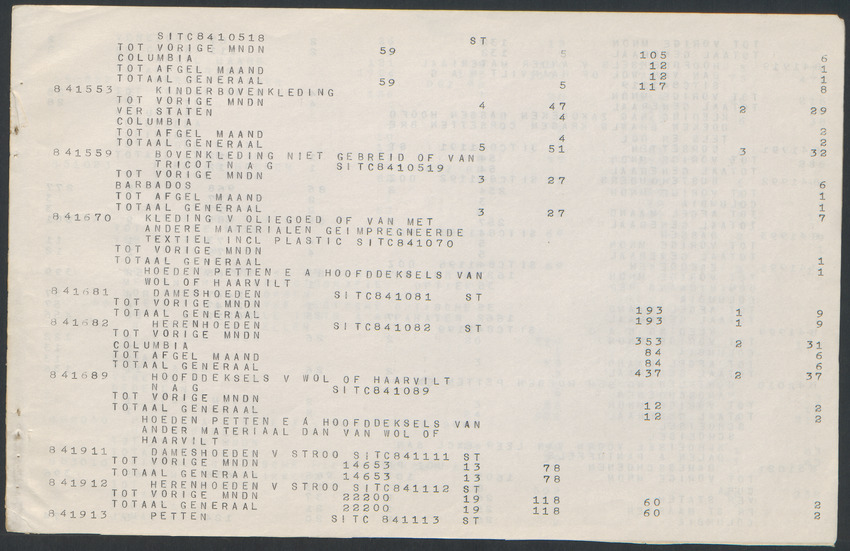 SITC8410518 ST
TOT VORIGE MNDN 59 5 105 6
COLUMBIA 12 1
TOT AFGEL MAAND 12 1
TOTAAL GENERAAL 59 5 117 8
841553 KINDERBOVENKLEDING
TOT VORIGE MNDN 4 47 2 29
VER STATEN 4
COLUMBIA 2
TOT AFGEL MAAND 4 2
TOTAAL GENERAAL 5 51 3 32
841559 BOVENKLEDING NIET GEBREID OF VAN
TRICOT N A G SITC8410519
TOT VORIGE MNDN 3 27 6
BARBADOS 1
TOT AFGEL MAAND 1
TOTAAL GENERAAL 3 27 7
841670 KLEDING V OLIEGOED OF VAN MET
ANDERE MATERIALEN GEIMPREGNEERDE
TEXTIEL INCL PLASTIC SITC841070
TOT VORIGE MNDN 1
TOTAAL GENERAAL 1
HOEDEN PETTEN E A HOOFDDEKSELS VAN
WOL OF HAARVILT
841681 DAMESHOEDEN SITC841081 ST
TOT VORIGE MNDN 193 1 9
TOTAAL GENERAAL 193 1 9
841682 HERENHOEDEN SITC841082 ST
TOT VORIGE MNDN 353 2 31
COLUMBIA 84 6
TOT AFGEL MAAND 84 6
TOTAAL GENERAAL 437 2 37
841689 HOOFDDEKSELS V WOL OF HAARVILT
N A G SITC841089
TOT VORIGE MNDN 12 2
TOTAAL GENERAAL 12 2
HOEDEN PETTEN E A HOOFDDEKSELS VAN
ANDER MATERIAAL DAN VAN WOL OF
HAARVILT
841911 DAMESHOEDEN V STROO SITC841111 ST
TOT VORIGE MNDN 14653 13 78
TOTAAL GENERAAL 14653 13 78
841912 HERENHOEDEN V STROO SITC841112 ST
TOT VORIGE MNDN 22200 19 118 60 2
TOTAAL GENERAAL 22200 19 118 60 2
841913 PETTEN SITC 841113 ST